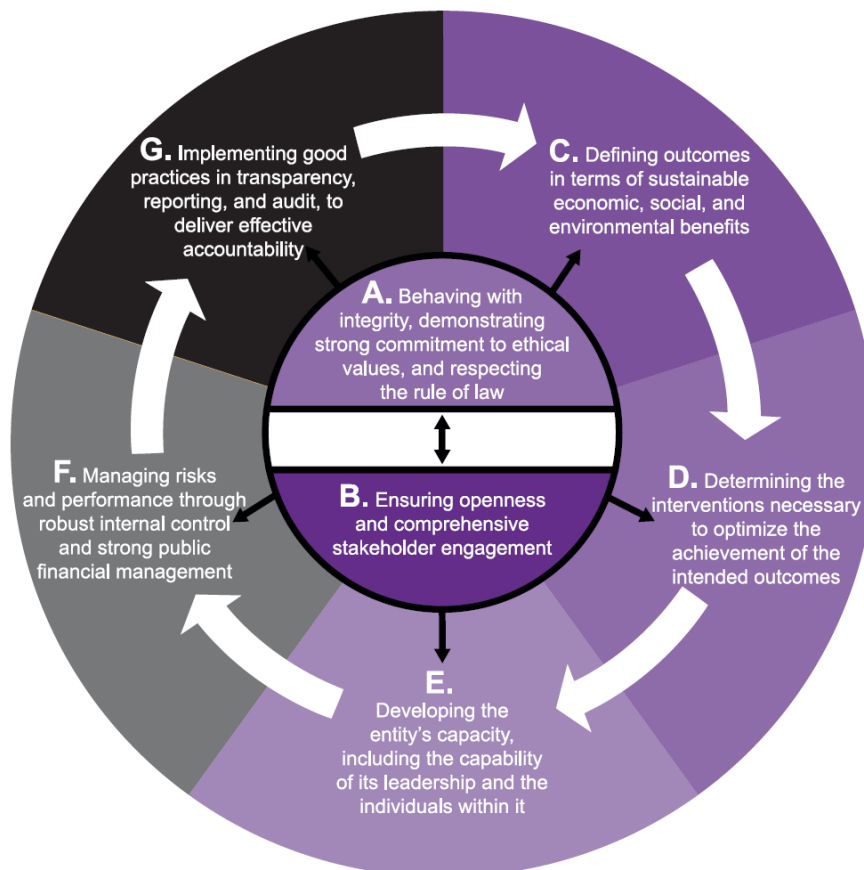 G. Implementing good
practices in transparency,
reporting, and audit, to
deliver effective
accountability
C. Defining outcomes
in terms of sustainable
economic, social, and
environmental benefits
A. Behaving with
integrity, demonstrating
strong commitment to ethical
values, and respecting
the rule of law
F. Managing risks
and performance through
robust internal control
and strong public
financial management
B. Ensuring openness
and comprehensive
stakeholder engagement
D. Determining the
interventions necessary
to optimize the
achievement of the
intended outcomes
E.
Developing the
entity's capacity,
including the capability
of its leadership and the
individuals within it